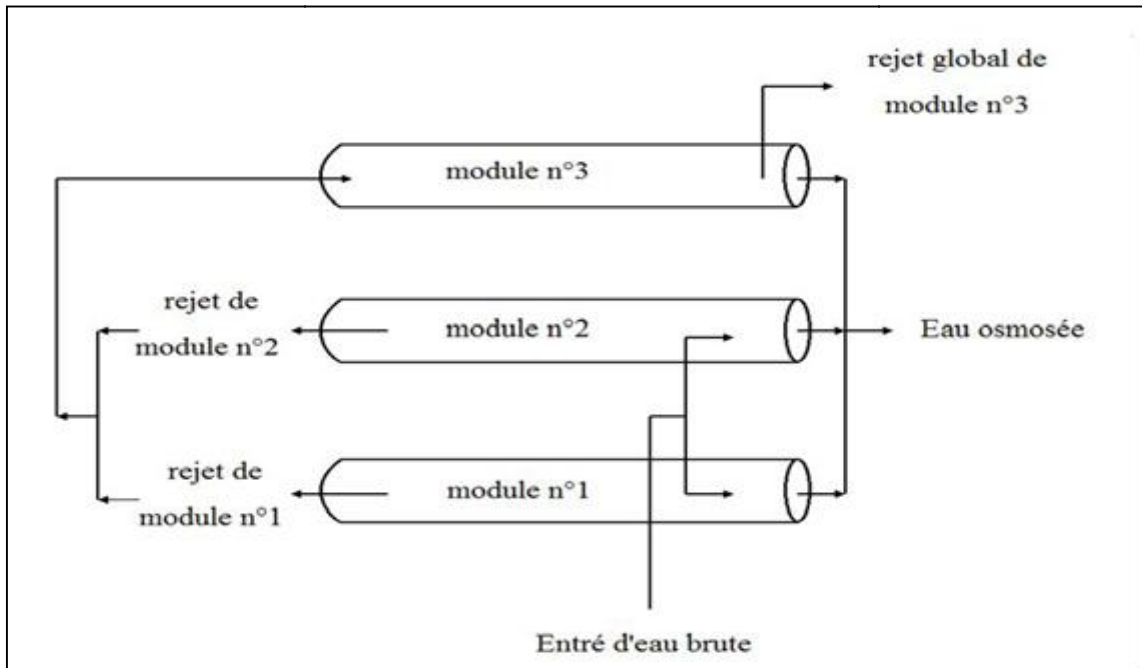 rejet global de
module n°3
module n°3
rejet de
module n°2
module n°2
Eau osmosée
rejet de
module n°1
module n°1
Entré d'eau brute